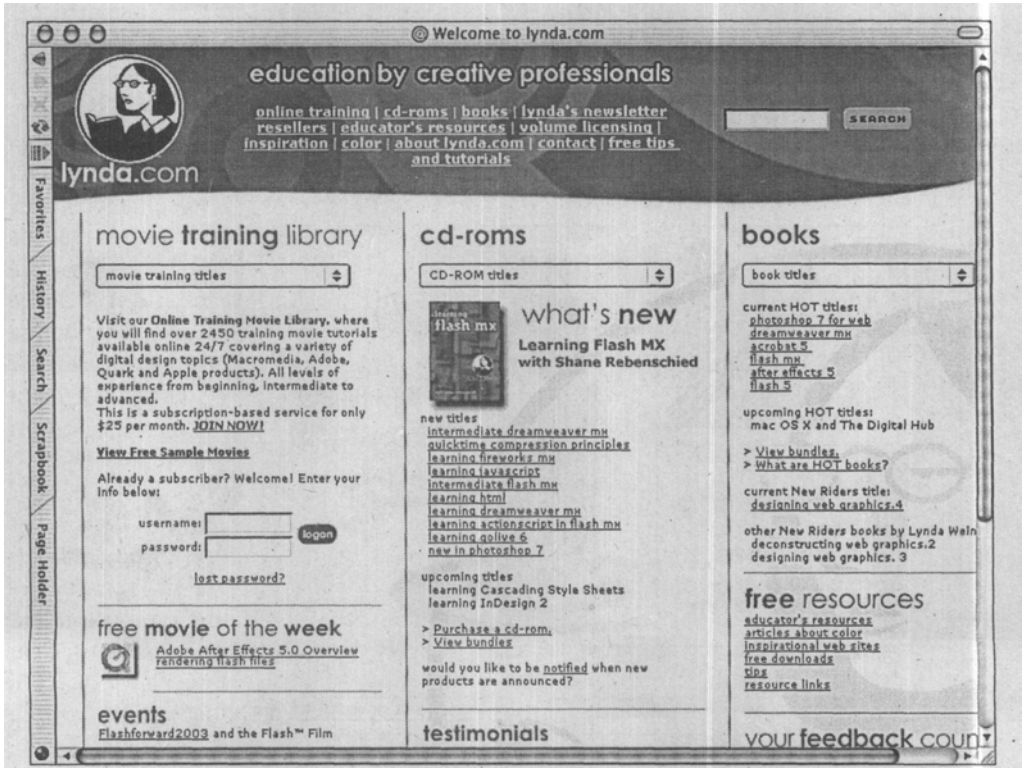 @ Welcome to lynda.com
education by creative professionals
online training | cd-roms | books | lynda's newsletter
resellers | educator's resources | volume licensing |
inspiration | color | about lynda.com | contact | free tips
and tutorials
SEARCH
lynda.com
Favorites
History
Search
Scrapbook
Page Holder
movie training library
movie training titles
Visit our Online Training Movie Library, where
you will find over 2450 training movie tutorials
available online 24/7 covering a variety of
digital design topics (Macromedia, Adobe,
Quark and Apple products). All levels of
experience from beginning, intermediate to
advanced.
This is a subscription-based service for only
$25 per month. JOIN NOW!
View Free Sample Movies
Already a subscriber? Welcome! Enter your
info below:
username:
password:
logon
lost password?
free movie of the week
Adobe After Effects 5.0 Overview
rendering flash files
events
Flashforward2003 and the Flash™ Film
cd-roms
CD-ROM titles
learning
flash mx
what's new
Learning Flash MX
with Shane Rebenschied
new titles
intermediate dreamweaver mx
quicktime compression principles
learning fireworks mx
learning javascript
intermediate flash mx
learning html
learning dreamweaver mx
learning actionscript in flash mx
learning golive 6
new in photoshop 7
upcoming titles
learning Cascading Style Sheets
learning InDesign 2
> Purchase a cd-rom.
> View bundles
would you like to be notified when new
products are announced?
testimonials
books
book titles
current HOT titles:
photoshop 7 for web
dreamweaver mx
acrobat 5
flash mx
after effects 5
flash 5
upcoming HOT titles:
mac OS X and The Digital Hub
> View bundles.
> What are HOT books?
current New Riders title:
designing web graphics.4
other New Riders books by Lynda Wein
deconstructing web graphics.2
designing web graphics. 3
free resources
educator's resources
articles about color
inspirational web sites
free downloads
tips
resource links
your feedback coun